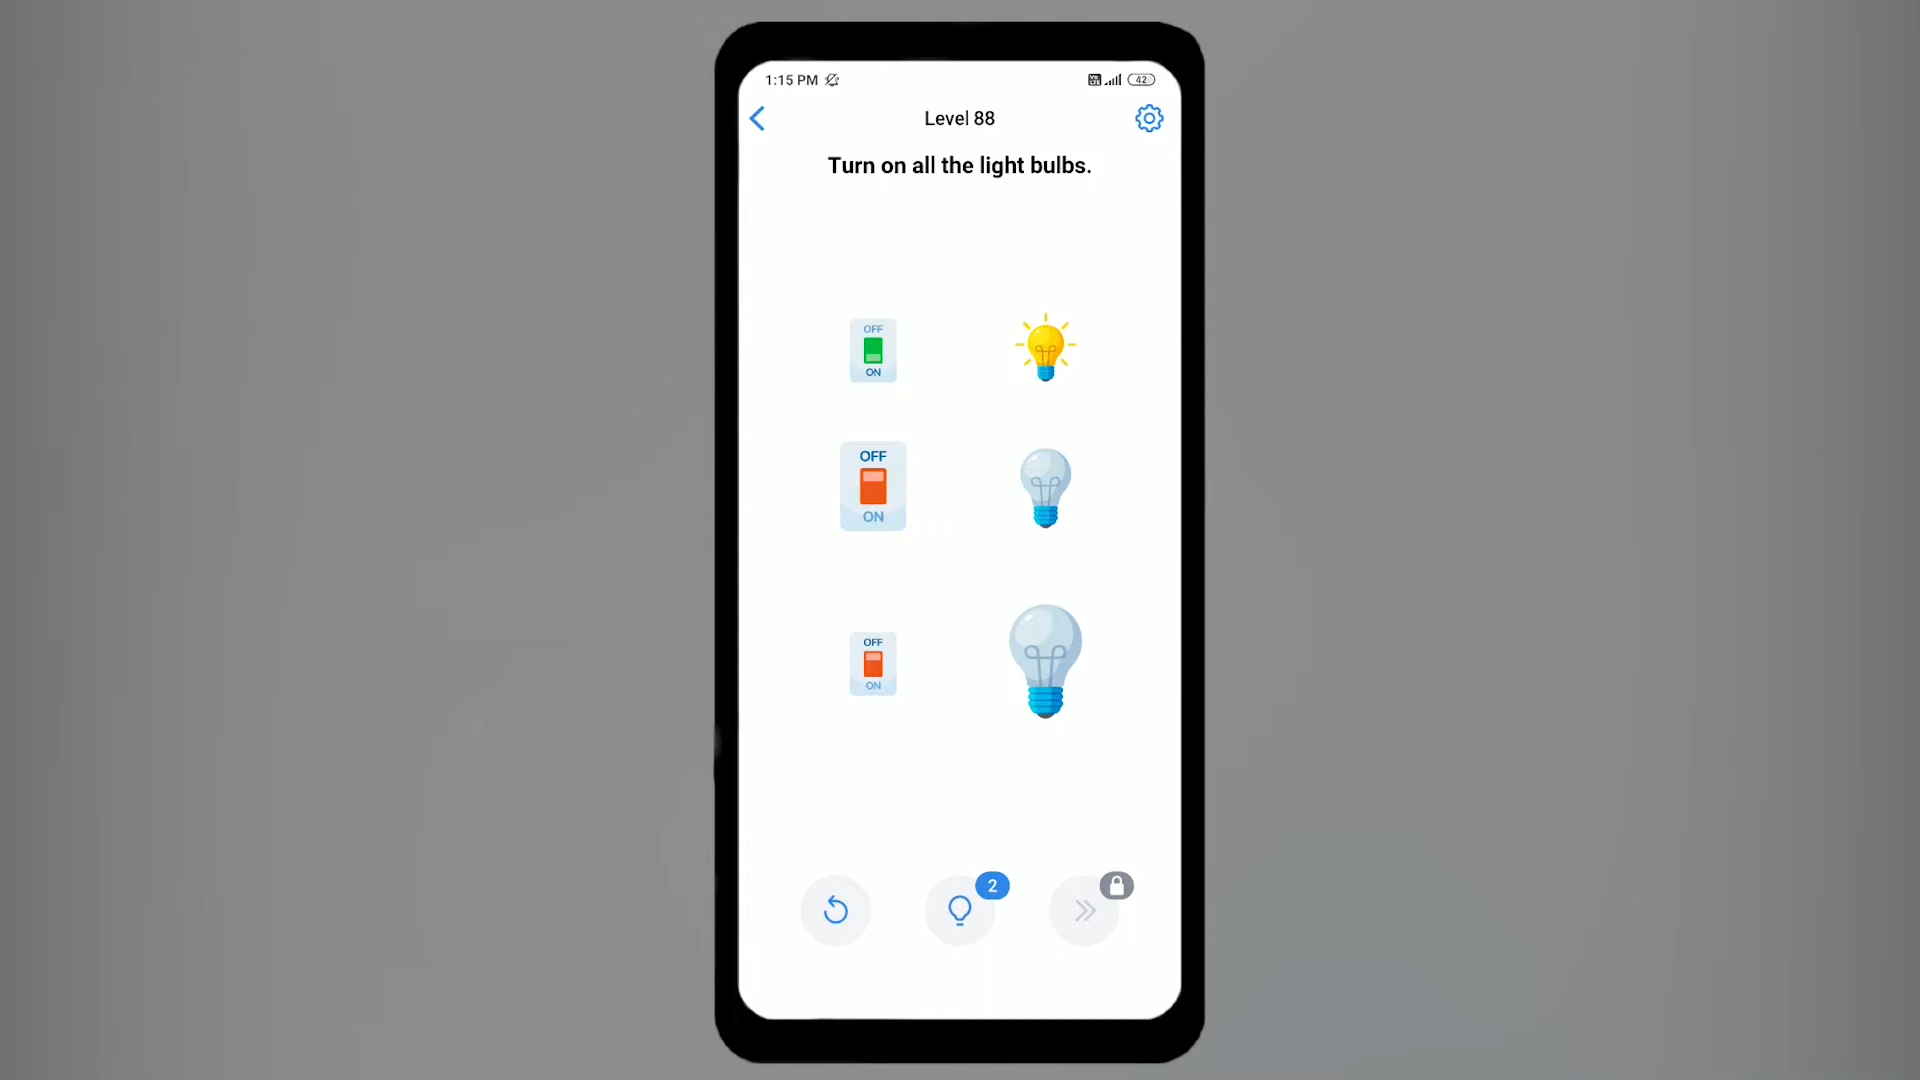 1:15 PM
42
Level 88
Turn on all the light bulbs.
OFF
ON
OFF
ON
OFF
ON
2